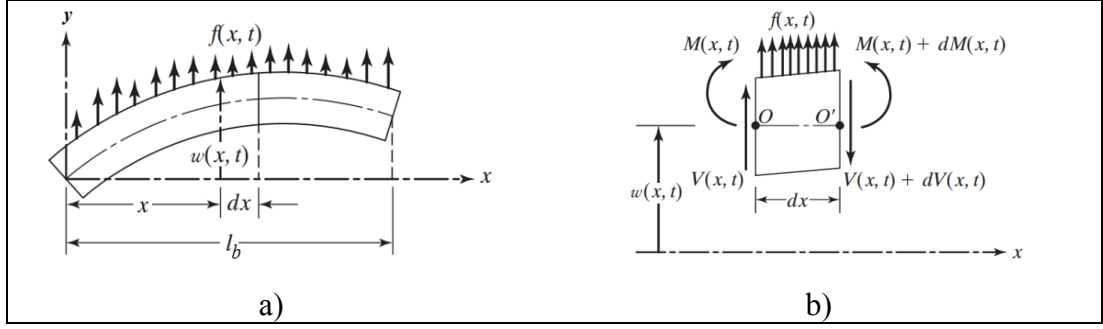 y
f(x, t)
w(x, t)
x
x
dx
l_b
a)
f(x, t)
M(x, t)
M(x, t) + dM(x, t)
O
O'
w(x, t)
V(x, t)
V(x, t) + dV(x, t)
dx
x
b)